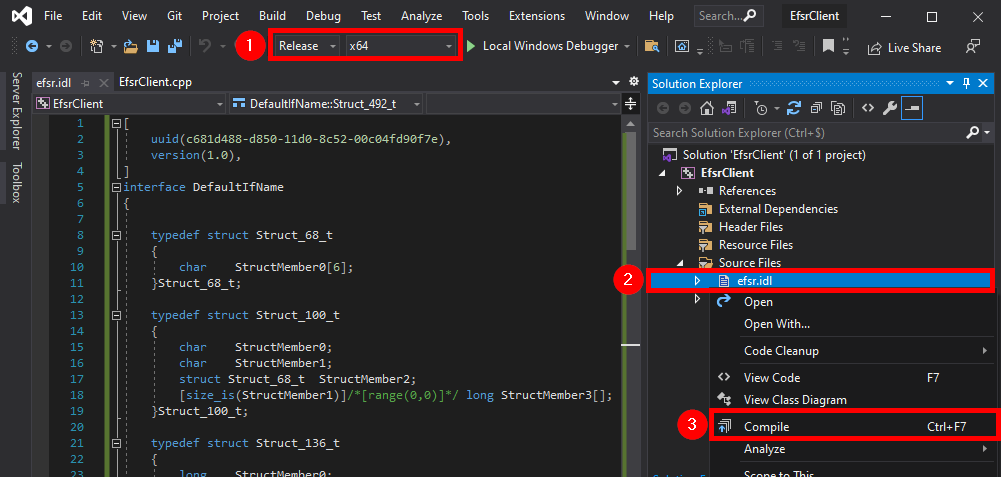 File Edit View Git Project Build Debug Test Analyze Tools Extensions Window Help Search... EfsrClient
1 Release x64 Local Windows Debugger Live Share
Server Explorer
Toolbox
efsr.idl EfsrClient.cpp
EfsrClient DefaultIfName::Struct_492_t
1 [
2 uuid(c681d488-d850-11d0-8c52-00c04fd90f7e),
3 version(1.0),
4 ]
5 interface DefaultIfName
6 {
7
8 typedef struct Struct_68_t
9 {
10 char StructMember0[6];
11 }Struct_68_t;
12
13 typedef struct Struct_100_t
14 {
15 char StructMember0;
16 char StructMember1;
17 struct Struct_68_t StructMember2;
18 [size_is(StructMember1)]/*[range(0,0)]*/ long StructMember3[];
19 }Struct_100_t;
20
21 typedef struct Struct_136_t
22 {
23 long StructMember0;
Solution Explorer
Search Solution Explorer (Ctrl+$)
Solution 'EfsrClient' (1 of 1 project)
EfsrClient
References
External Dependencies
Header Files
Resource Files
Source Files
2 efsr.idl
Open
Open With...
Code Cleanup
View Code F7
View Class Diagram
3 Compile Ctrl+F7
Analyze
Scope to This